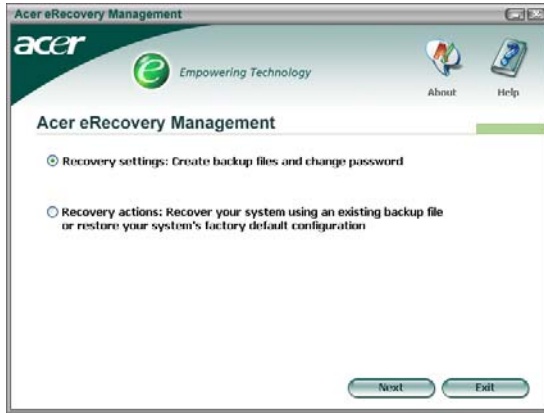 Acer eRecovery Management
acer
e
Empowering Technology
About
Help
Acer eRecovery Management
Recovery settings: Create backup files and change password
Recovery actions: Recover your system using an existing backup file
or restore your system's factory default configuration
Next
Exit